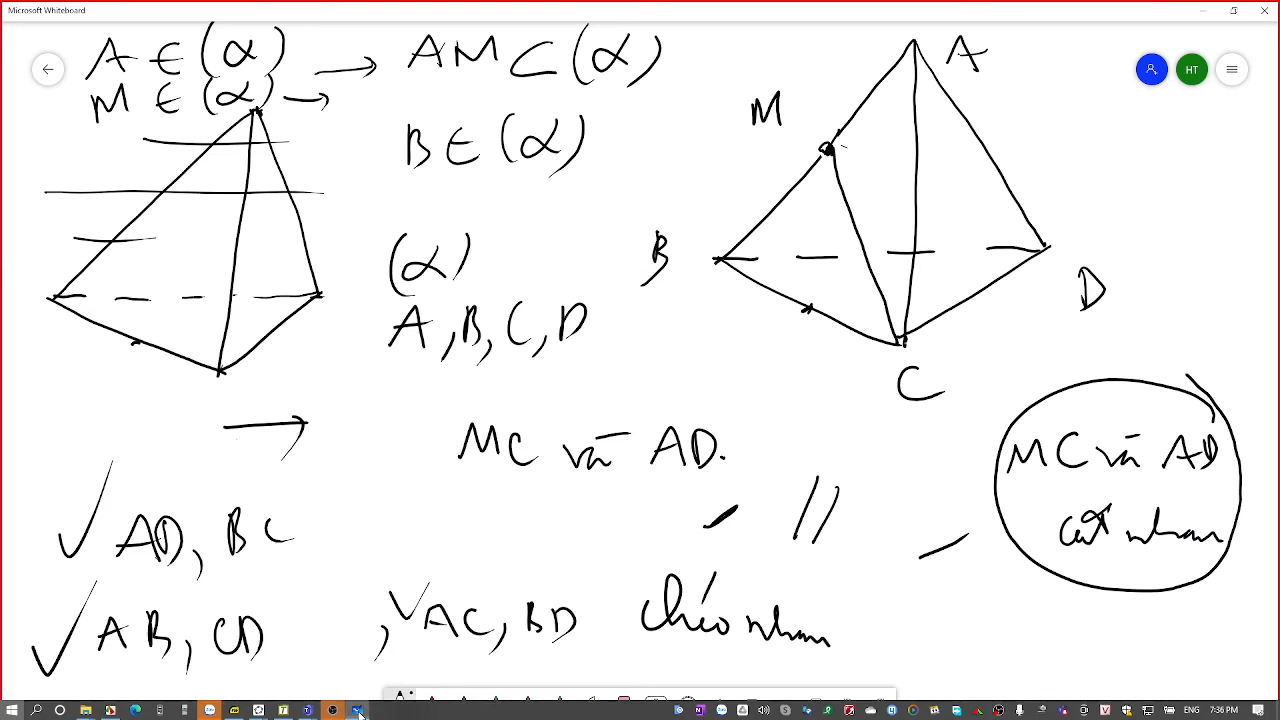 Microsoft Whiteboard
A ∈ (α) → AM ⊂ (α)
M ∈ (α) →
B ∈ (α)
(α)
A, B, C, D
A
M
B
D
C
HT
→ MC và AD.
MC và AD
cắt nhau
//
✓ AD, BC
✓ AB, CD , ✓ AC, BD chéo nhau
ENG 7:36 PM